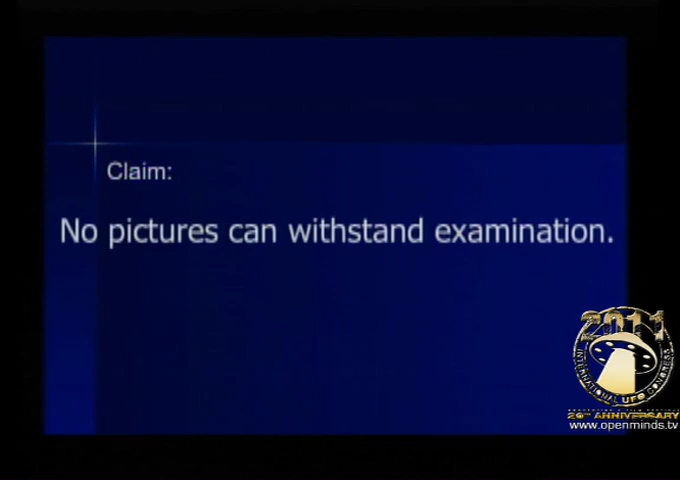 Claim:
No pictures can withstand examination.
2011
INTERNATIONAL UFO CONGRESS
20TH ANNIVERSARY
www.openminds.tv